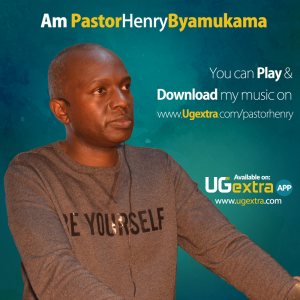 Am PastorHenryByamukama
You can Play &
Download my music on
www.Ugextra.com/pastorhenry
Available on:
UGextra APP
www.ugextra.com
BE YOURSELF